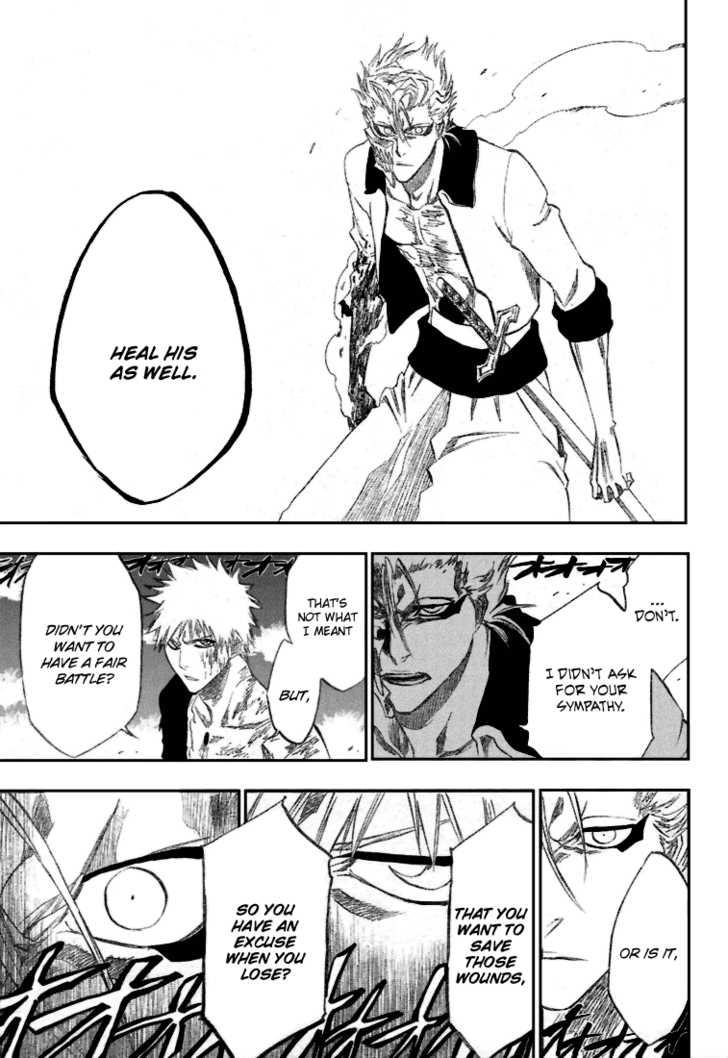 HEAL HIS
AS WELL.
....
DON'T.
I DIDN'T ASK
FOR YOUR
SYMPATHY.
THAT'S
NOT WHAT
I MEANT
BUT,
DIDN'T YOU
WANT TO
HAVE A FAIR
BATTLE?
OR IS IT,
THAT YOU
WANT TO
SAVE
THOSE
WOUNDS,
SO YOU
HAVE AN
EXCUSE
WHEN YOU
LOSE?